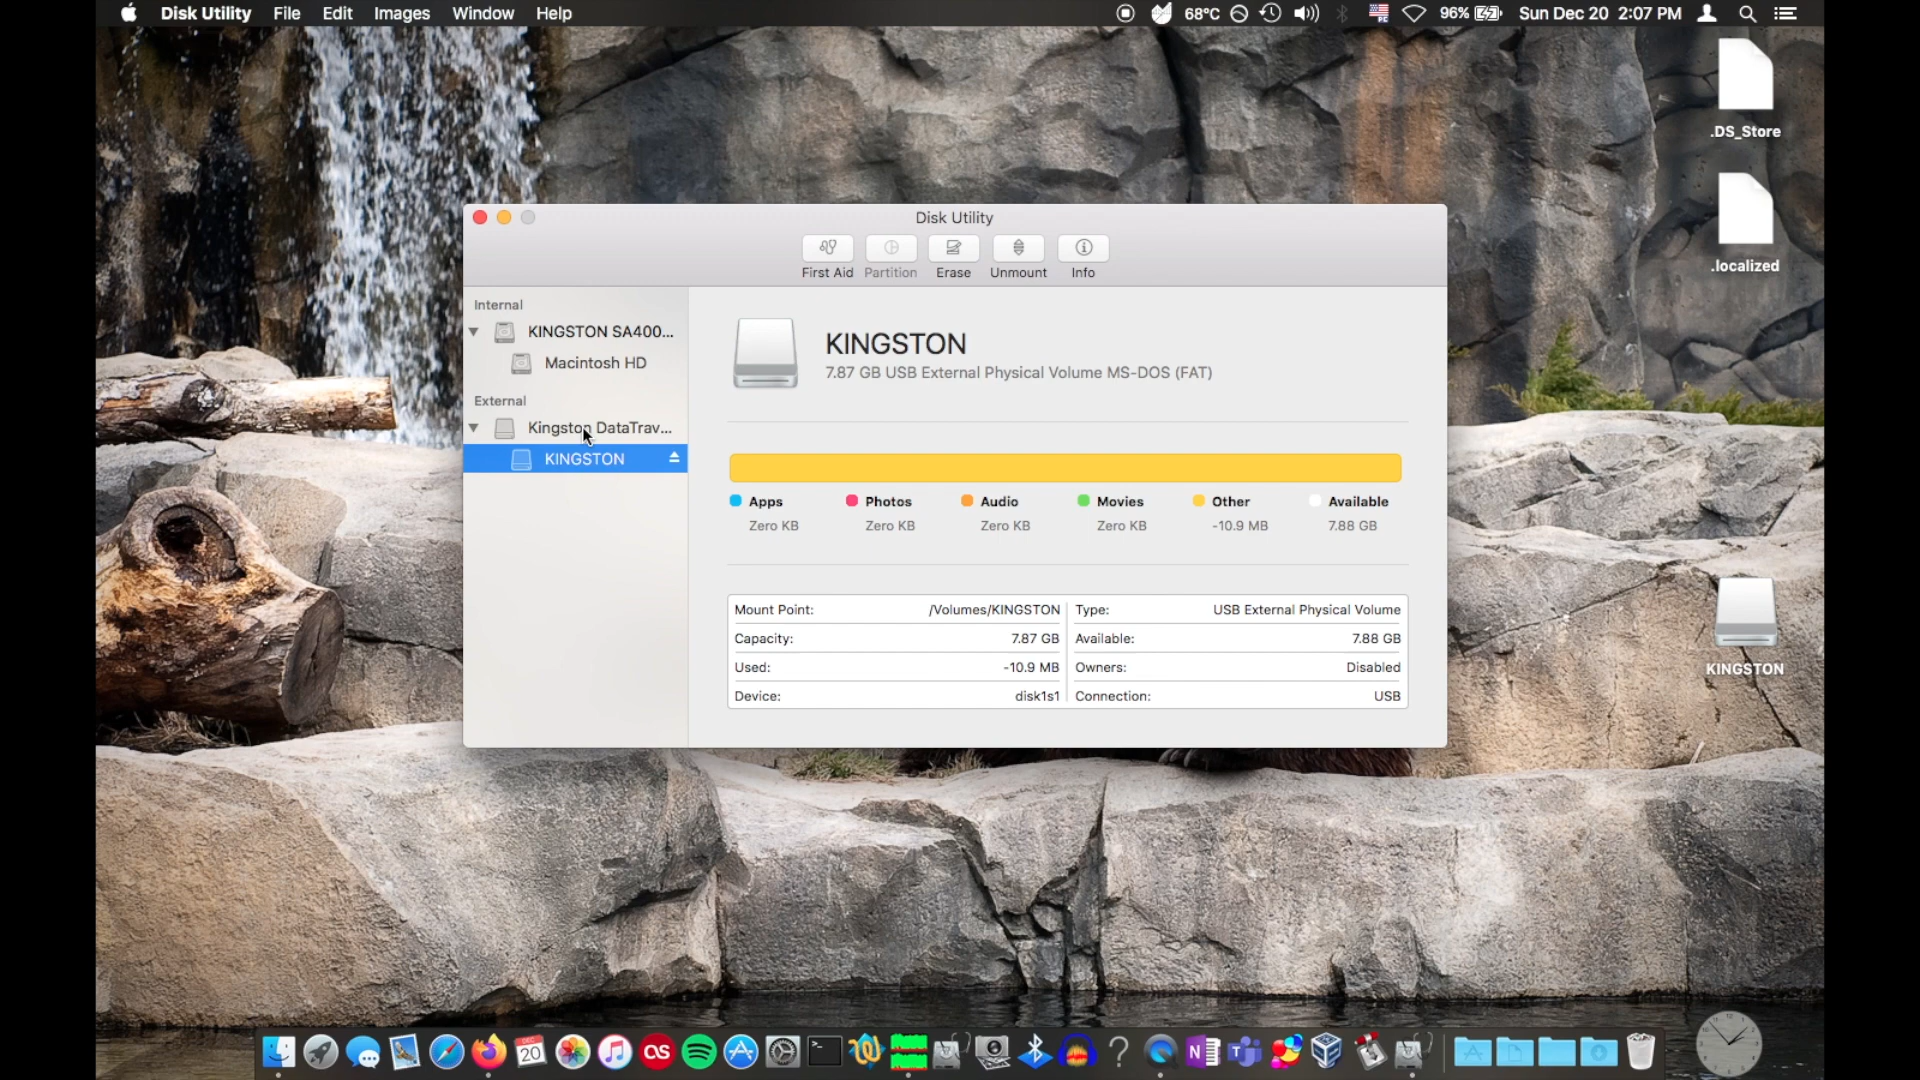 Disk Utility File Edit Images Window Help 68°C 96% Sun Dec 20 2:07 PM
.DS_Store
.localized
KINGSTON
Disk Utility
First Aid Partition Erase Unmount Info
Internal
KINGSTON SA400...
Macintosh HD
External
Kingston DataTrav...
KINGSTON
KINGSTON
7.87 GB USB External Physical Volume MS-DOS (FAT)
Apps Photos Audio Movies Other Available
Zero KB Zero KB Zero KB Zero KB -10.9 MB 7.88 GB
Mount Point: /Volumes/KINGSTON Type: USB External Physical Volume
Capacity: 7.87 GB Available: 7.88 GB
Used: -10.9 MB Owners: Disabled
Device: disk1s1 Connection: USB
DEC
20